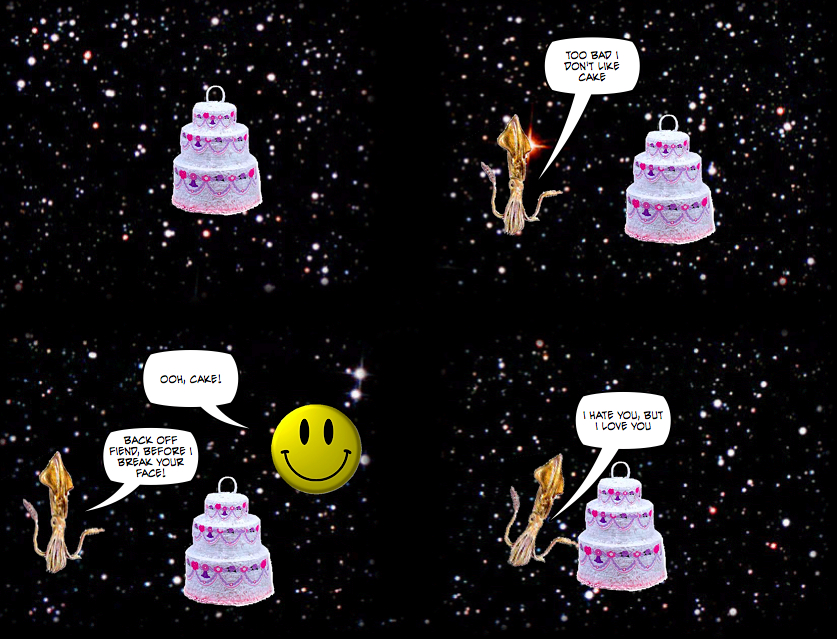 TOO BAD I
DON'T LIKE
CAKE
OOH, CAKE!
BACK OFF
FIEND, BEFORE I
BREAK YOUR
FACE!
I HATE YOU, BUT
I LOVE YOU